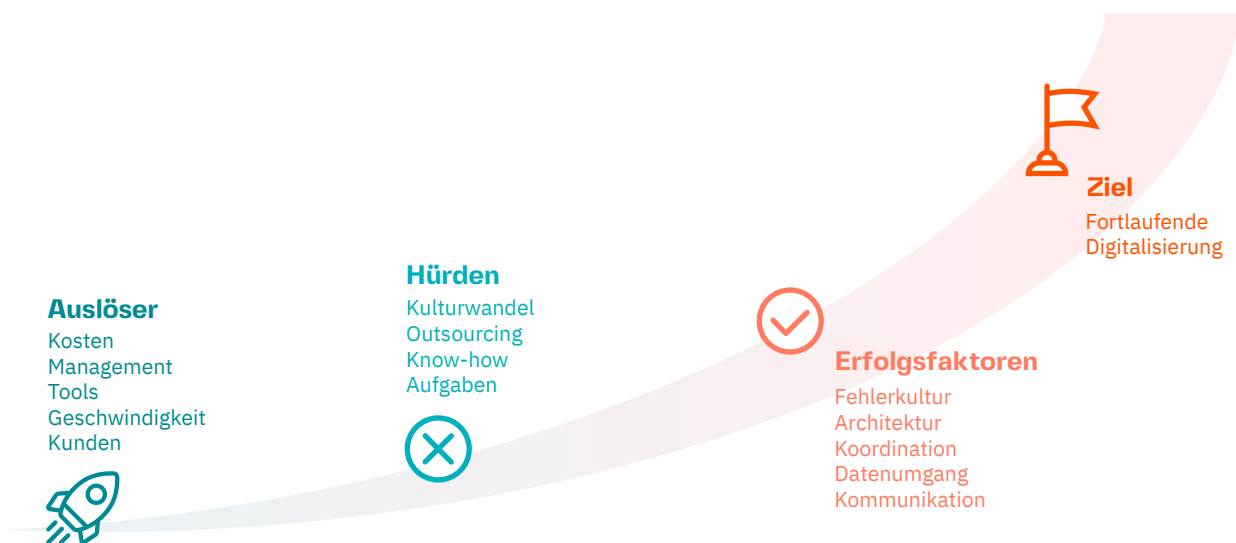 Auslöser
Kosten
Management
Tools
Geschwindigkeit
Kunden
Hürden
Kulturwandel
Outsourcing
Know-how
Aufgaben
Erfolgsfaktoren
Fehlerkultur
Architektur
Koordination
Datenumgang
Kommunikation
Ziel
Fortlaufende
Digitalisierung